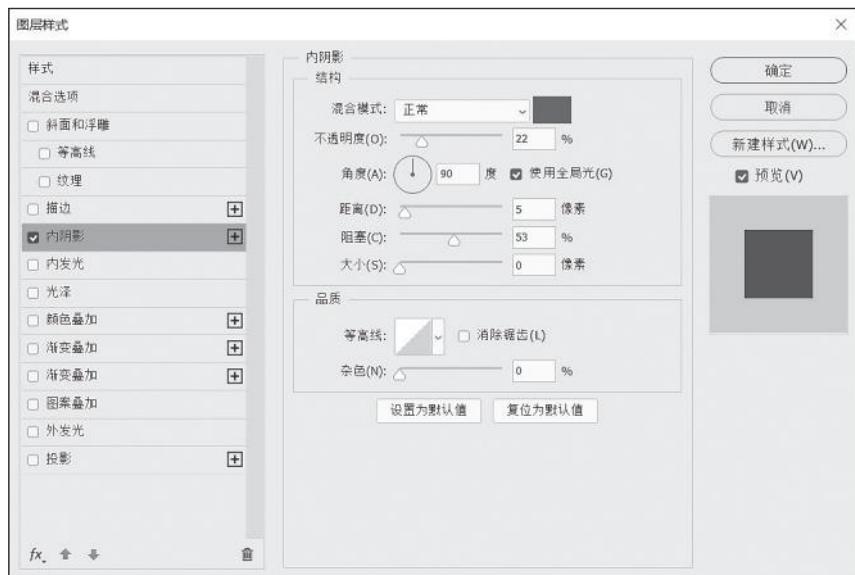 图层样式
样式
混合选项
斜面和浮雕
等高线
纹理
描边
内阴影
内发光
光泽
颜色叠加
渐变叠加
渐变叠加
图案叠加
外发光
投影
fx
内阴影
结构
混合模式: 正常
不透明度(O): 22 %
角度(A): 90 度 使用全局光(G)
距离(D): 5 像素
阻塞(C): 53 %
大小(S): 0 像素
品质
等高线: 消除锯齿(L)
杂色(N): 0 %
设置为默认值 复位为默认值
确定
取消
新建样式(W)...
预览(V)